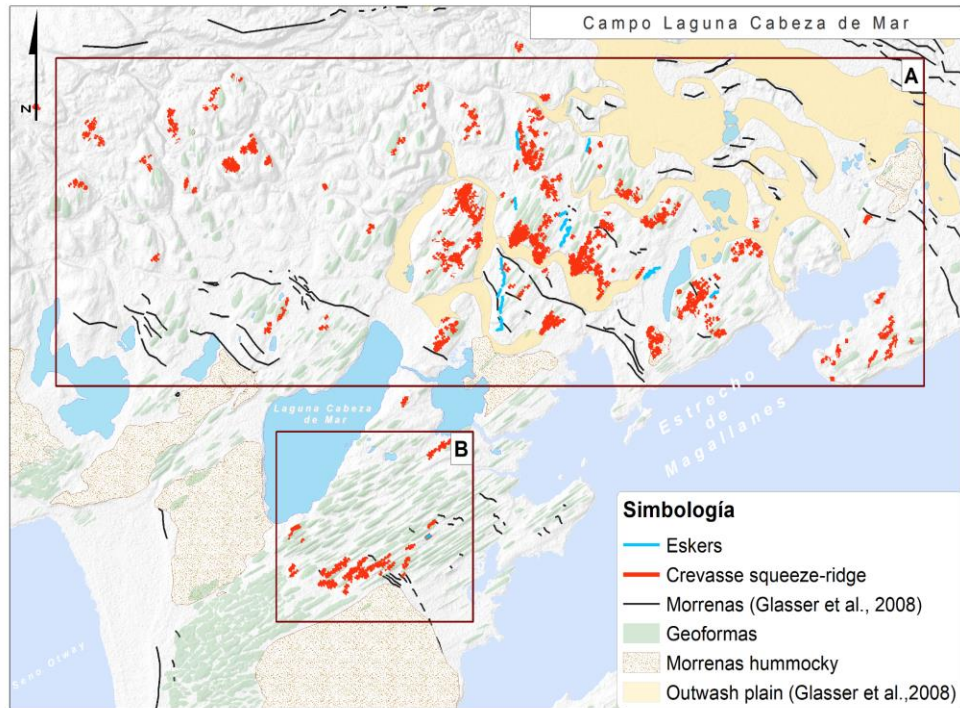 Campo Laguna Cabeza de Mar
N
A
Laguna Cabeza
de Mar
Estrecho
de
Magallanes
B
Seno Otway
Simbología
Eskers
Crevasse squeeze-ridge
Morrenas (Glasser et al., 2008)
Geoformas
Morrenas hummocky
Outwash plain (Glasser et al.,2008)